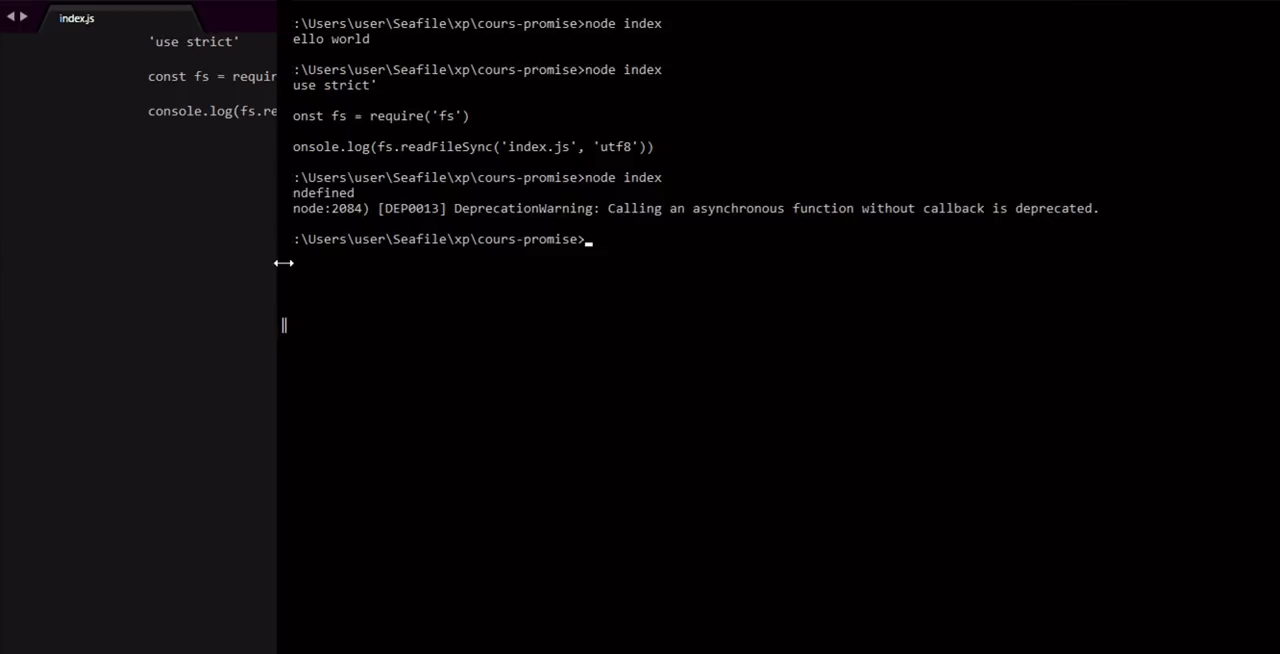 index.js
'use strict'
const fs = requir
console.log(fs.re
:\Users\user\Seafile\xp\cours-promise>node index
ello world
:\Users\user\Seafile\xp\cours-promise>node index
use strict'
onst fs = require('fs')
onsole.log(fs.readFileSync('index.js', 'utf8'))
:\Users\user\Seafile\xp\cours-promise>node index
ndefined
node:2084) [DEP0013] DeprecationWarning: Calling an asynchronous function without callback is deprecated.
:\Users\user\Seafile\xp\cours-promise>